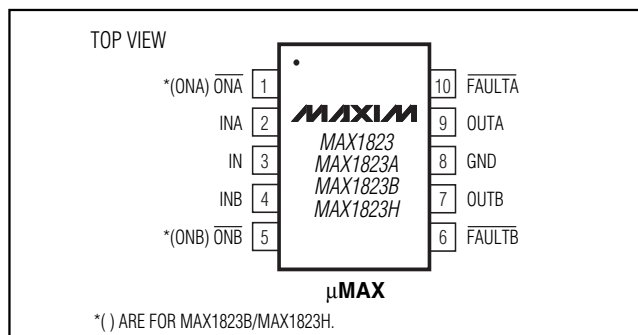 TOP VIEW
*(ONA) ONA 1
INA 2
IN 3
INB 4
*(ONB) ONB 5
MAXIM
MAX1823
MAX1823A
MAX1823B
MAX1823H
10 FAULTA
9 OUTA
8 GND
7 OUTB
6 FAULTB
µMAX
*( ) ARE FOR MAX1823B/MAX1823H.